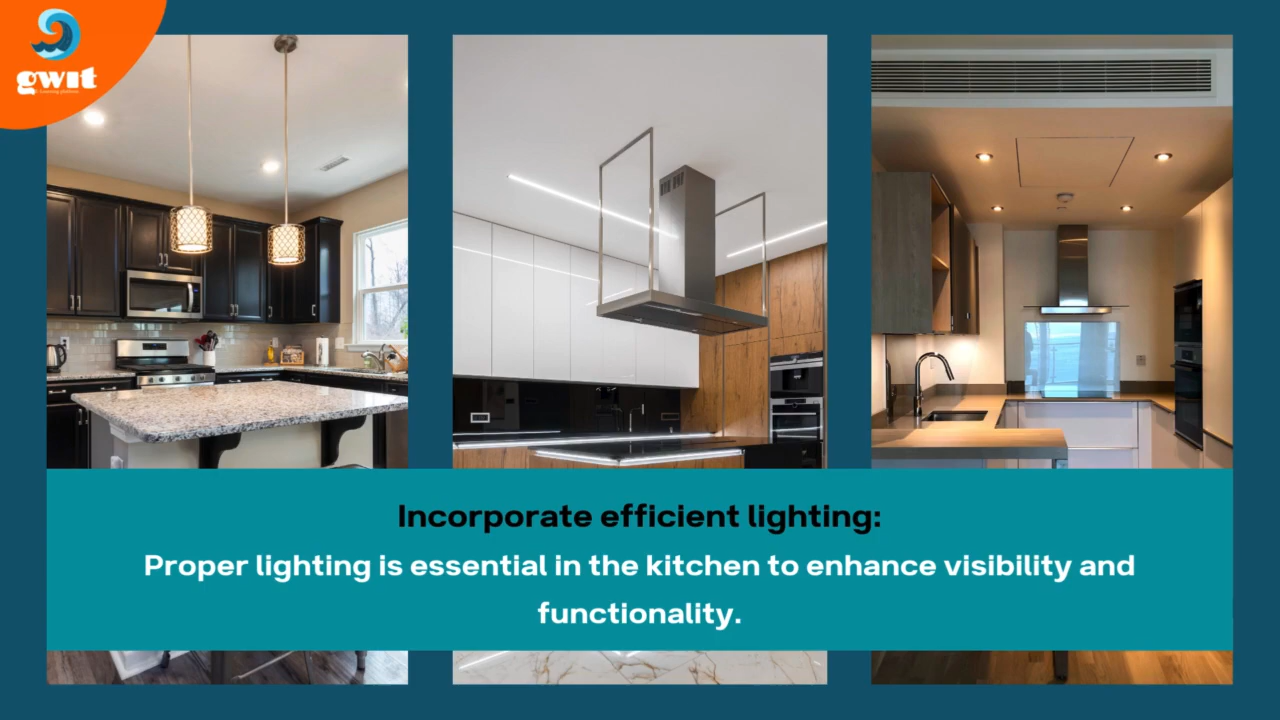 gwit
Incorporate efficient lighting:
Proper lighting is essential in the kitchen to enhance visibility and
functionality.